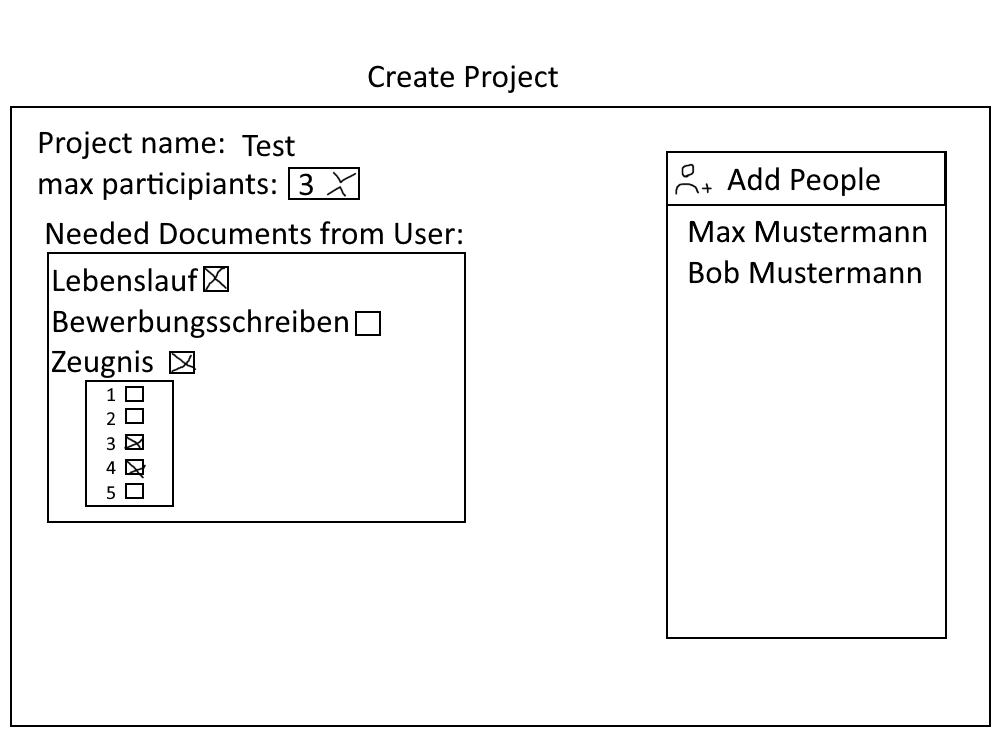 Create Project
Project name: Test
max participiants: 3
Needed Documents from User:
Lebenslauf
Bewerbungsschreiben
Zeugnis
1
2
3
4
5
Add People
Max Mustermann
Bob Mustermann